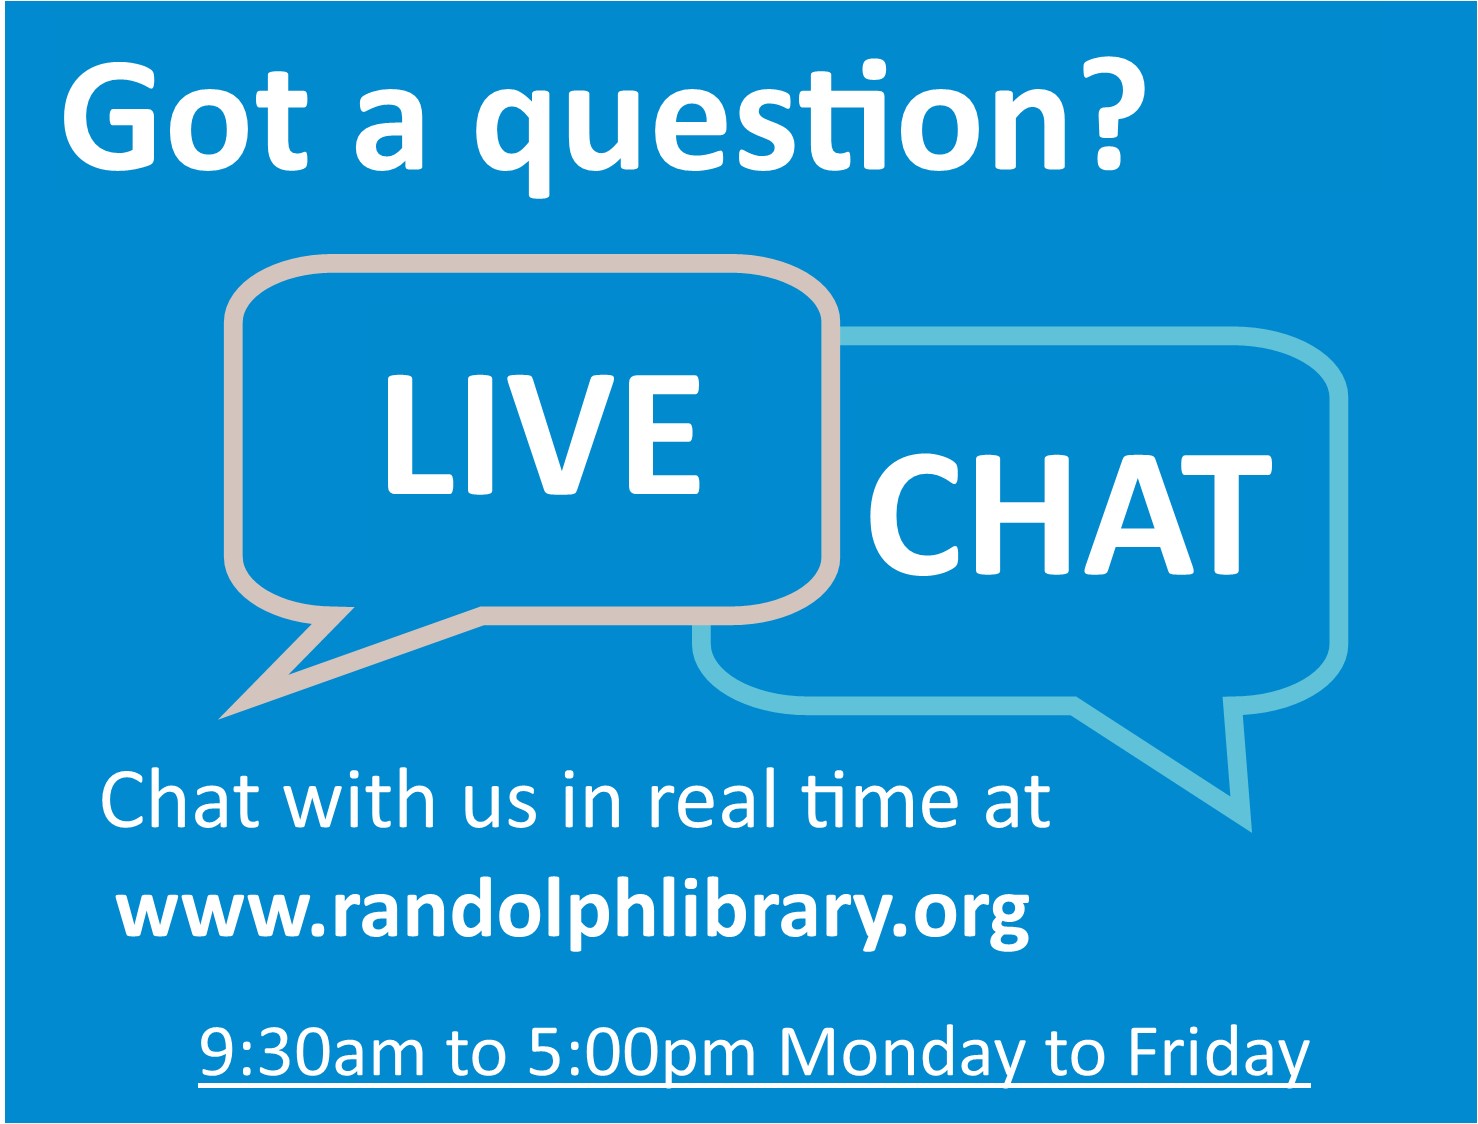 Got a question?
LIVE
CHAT
Chat with us in real time at
www.randolphlibrary.org
9:30am to 5:00pm Monday to Friday